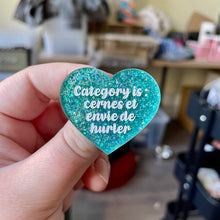 Category is :
cernes et
envie de
hurler